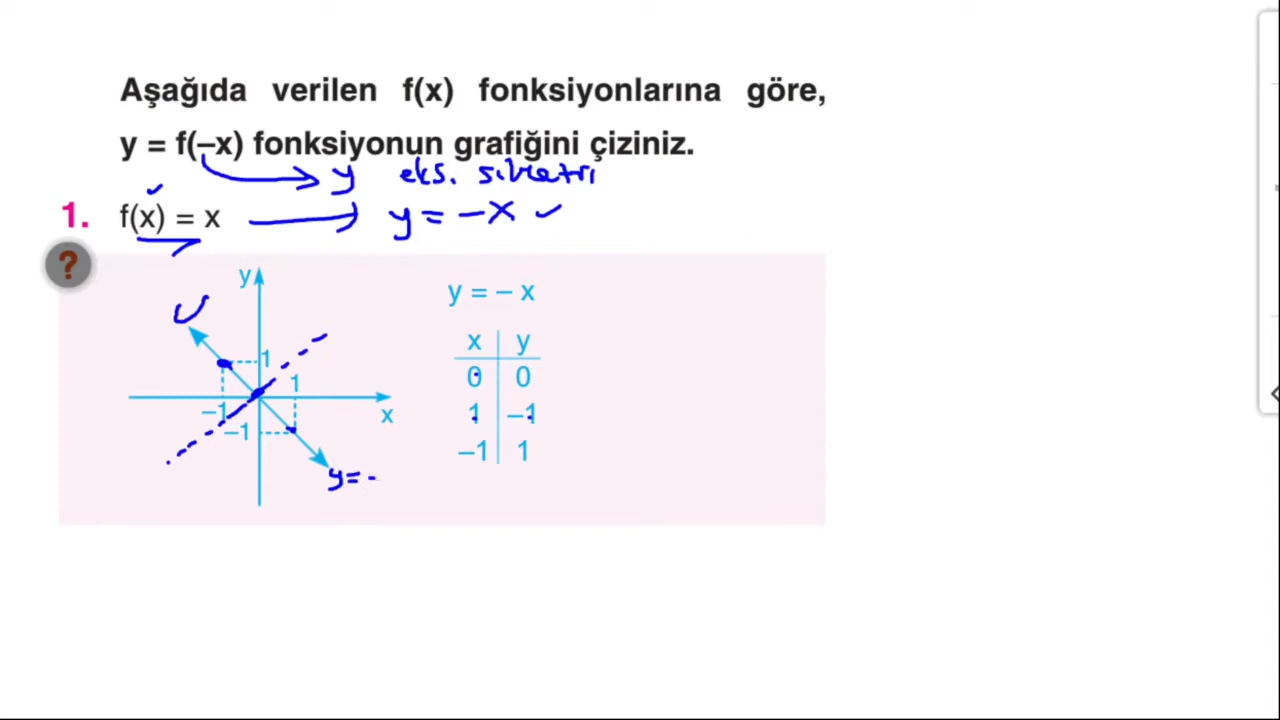 Aşağıda verilen f(x) fonksiyonlarına göre,
y = f(–x) fonksiyonun grafiğini çiziniz.
y eks. simetri
1. f(x) = x y = –x
?
y
1
1
–1
x
–1
y = -
y = – x
x y
0 0
1 –1
–1 1